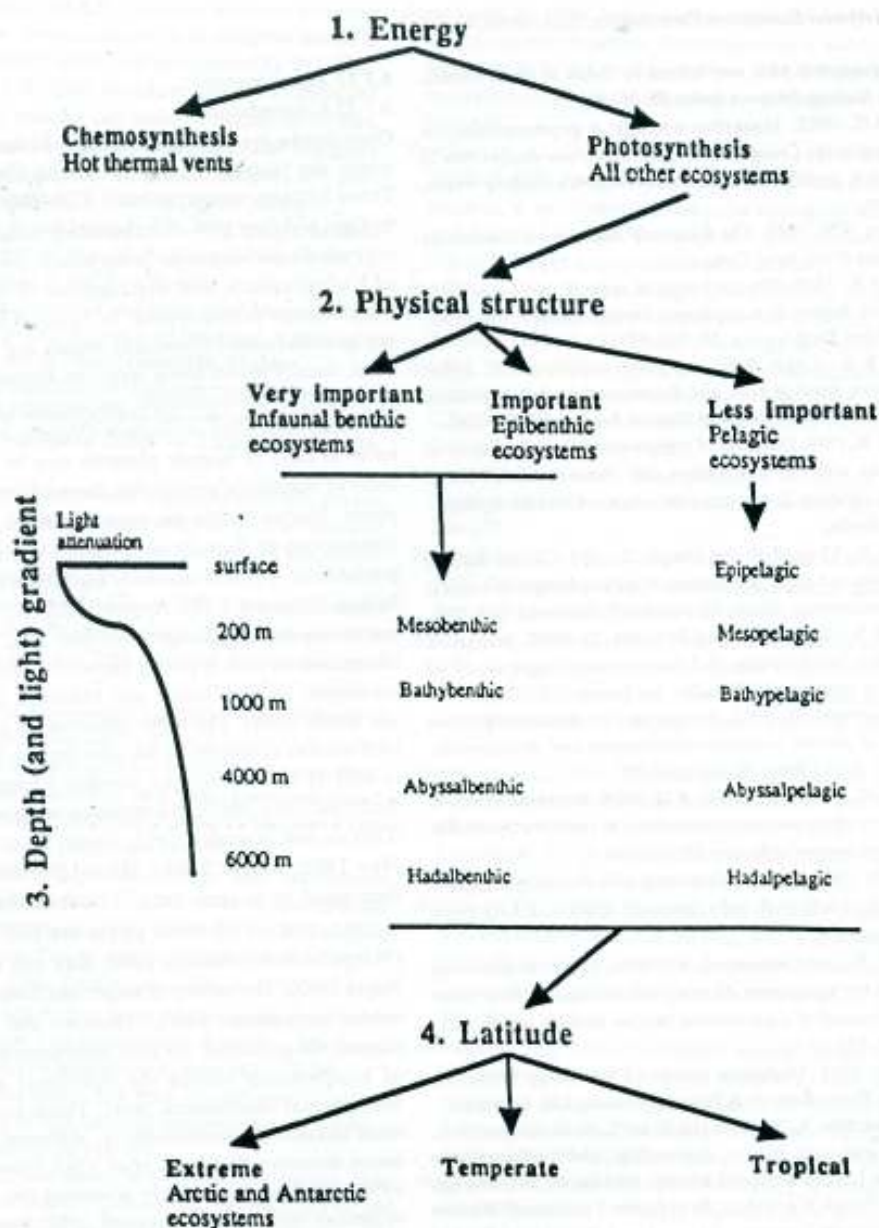 1. Energy
Chemosynthesis
Hot thermal vents
Photosynthesis
All other ecosystems
2. Physical structure
Very Important
Infaunal benthic
ecosystems
Important
Epibenthic
ecosystems
Less Important
Pelagic
ecosystems
3. Depth (and light) gradient
Light
attenuation
surface
Epipelagic
200 m
Mesobenthic
Mesopelagic
1000 m
Bathybenthic
Bathypelagic
4000 m
Abyssalbenthic
Abyssalpelagic
6000 m
Hadalbenthic
Hadalpelagic
4. Latitude
Extreme
Arctic and Antarctic
ecosystems
Temperate
Tropical